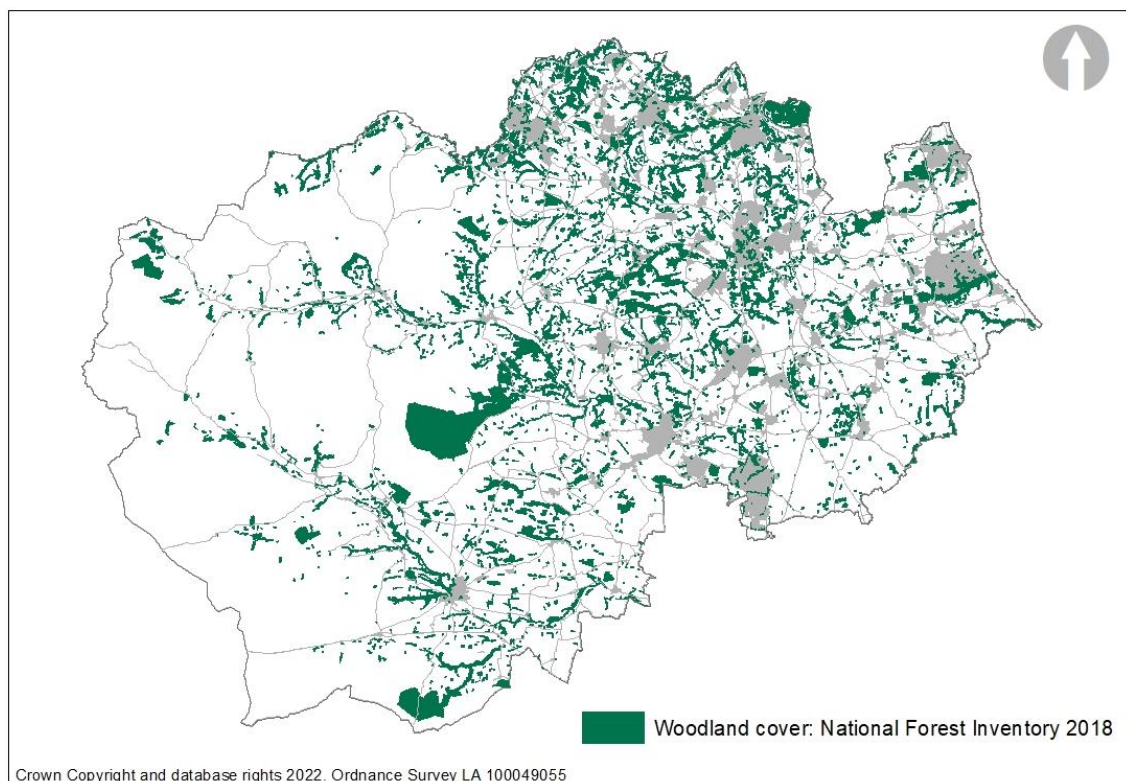 Woodland cover: National Forest Inventory 2018
Crown Copyright and database rights 2022. Ordnance Survey LA 100049055